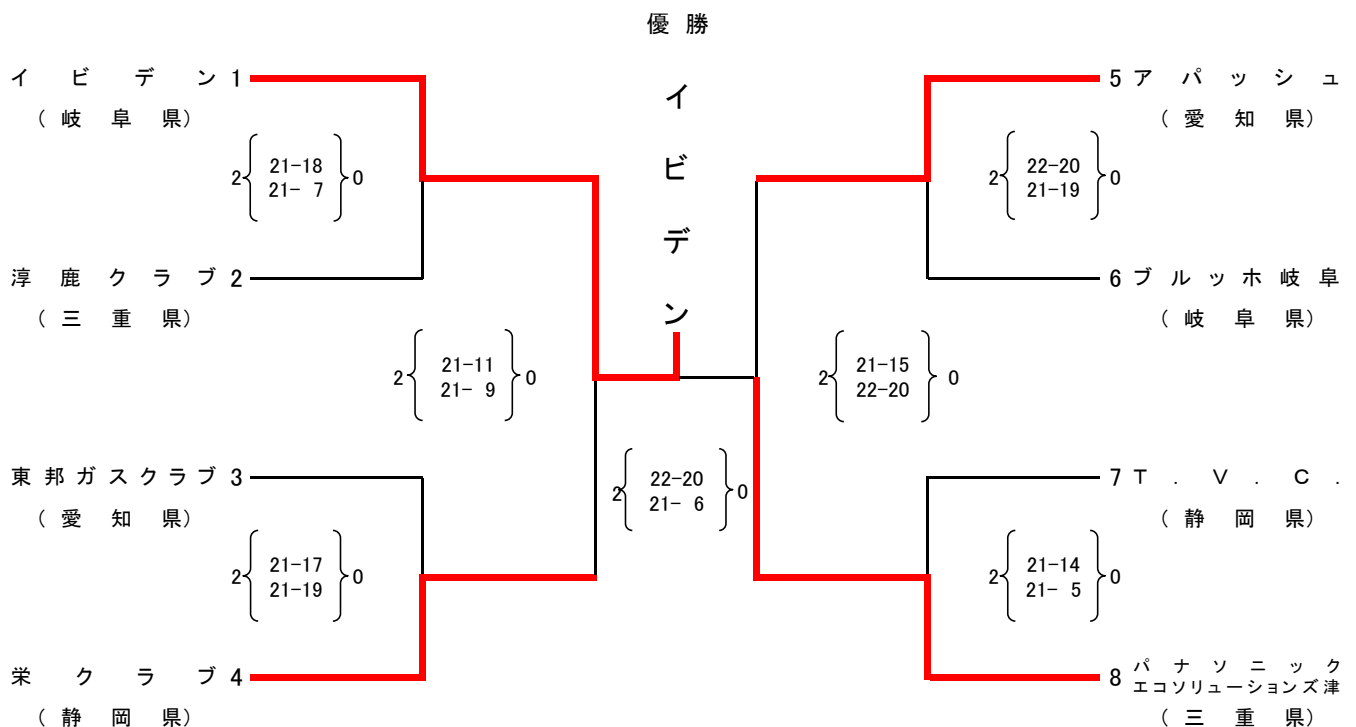 優勝
イビデン
イビデン 1
（岐阜県）
2 21-18 0
21- 7
淳鹿クラブ 2
（三重県）
2 21-11 0
21- 9
東邦ガスクラブ 3
（愛知県）
2 21-17 0
21-19
栄クラブ 4
（静岡県）
2 22-20 0
21- 6
5 アパッシュ
（愛知県）
2 22-20 0
21-19
6 ブルッホ岐阜
（岐阜県）
2 21-15 0
22-20
7 T.V.C.
（静岡県）
2 21-14 0
21- 5
8 パナソニック
エコソリューションズ津
（三重県）